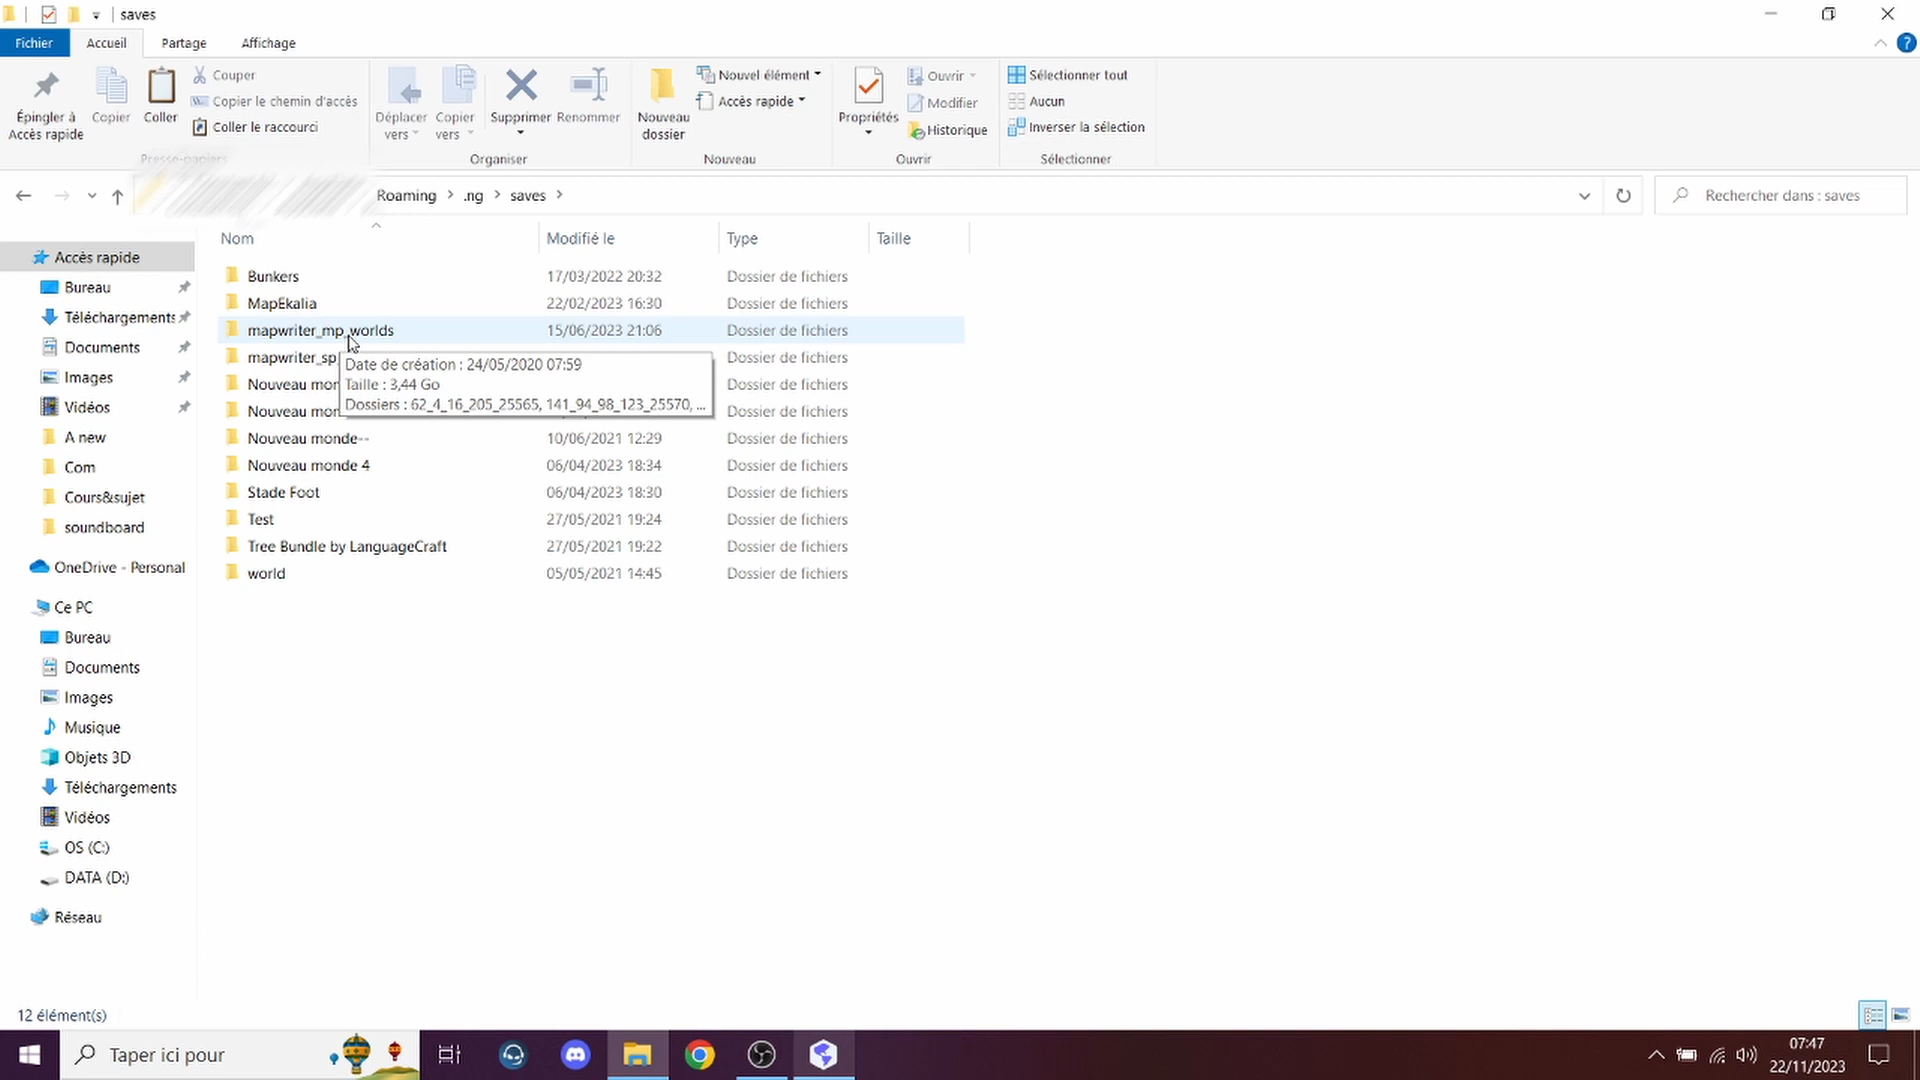 saves
Fichier
Accueil
Partage
Affichage
Épingler à
Accès rapide
Copier
Coller
Couper
Copier le chemin d'accès
Coller le raccourci
Presse-papiers
Déplacer
vers
Copier
vers
Supprimer
Renommer
Organiser
Nouveau
dossier
Nouvel élément
Accès rapide
Nouveau
Propriétés
Ouvrir
Modifier
Historique
Ouvrir
Sélectionner tout
Aucun
Inverser la sélection
Sélectionner
Roaming > .ng > saves >
Rechercher dans : saves
Nom Modifié le Type Taille
Bunkers 17/03/2022 20:32 Dossier de fichiers
MapEkalia 22/02/2023 16:30 Dossier de fichiers
mapwriter_mp_worlds 15/06/2023 21:06 Dossier de fichiers
mapwriter_sp Dossier de fichiers
Nouveau mon Dossier de fichiers
Nouveau mon Dossier de fichiers
Nouveau monde-- 10/06/2021 12:29 Dossier de fichiers
Nouveau monde 4 06/04/2023 18:34 Dossier de fichiers
Stade Foot 06/04/2023 18:30 Dossier de fichiers
Test 27/05/2021 19:24 Dossier de fichiers
Tree Bundle by LanguageCraft 27/05/2021 19:22 Dossier de fichiers
world 05/05/2021 14:45 Dossier de fichiers
Date de création : 24/05/2020 07:59
Taille : 3,44 Go
Dossiers : 62_4_16_205_25565, 141_94_98_123_25570, ...
Accès rapide
Bureau
Téléchargements
Documents
Images
Vidéos
A new
Com
Cours&sujet
soundboard
OneDrive - Personal
Ce PC
Bureau
Documents
Images
Musique
Objets 3D
Téléchargements
Vidéos
OS (C:)
DATA (D:)
Réseau
12 élément(s)
Taper ici pour
07:47
22/11/2023